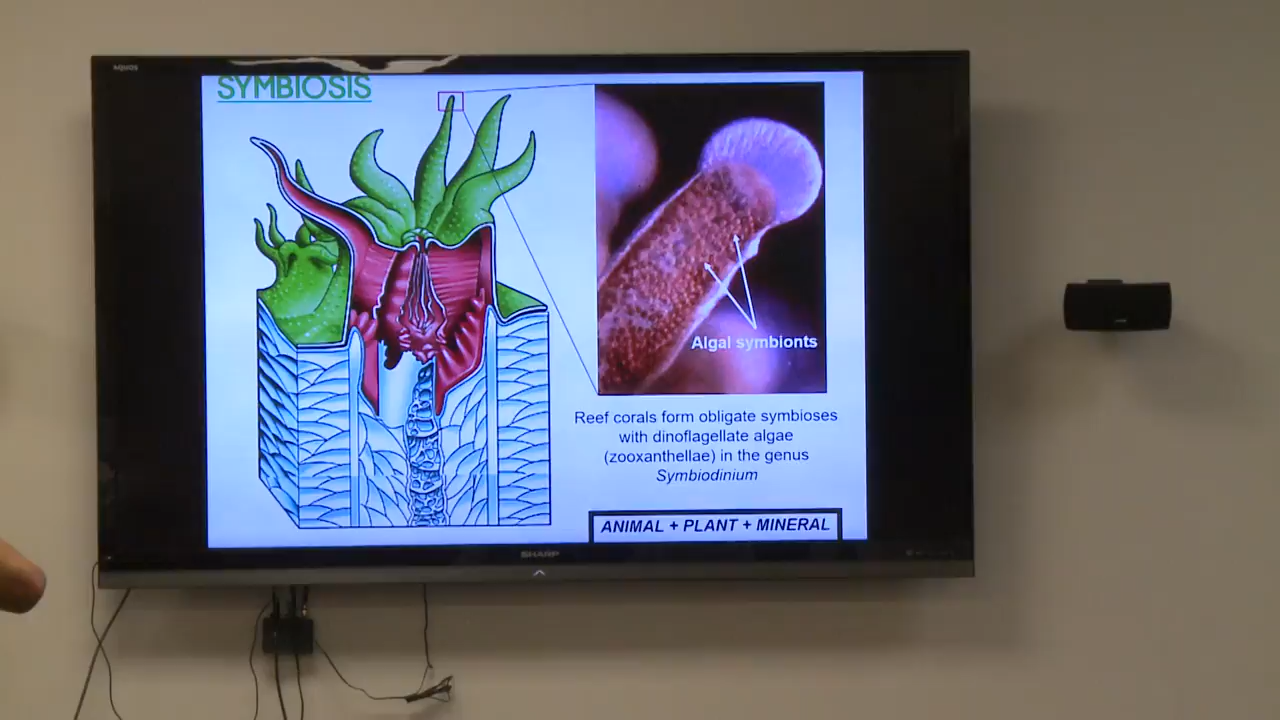 AQUOS
SYMBIOSIS
Algal symbionts
Reef corals form obligate symbioses
with dinoflagellate algae
(zooxanthellae) in the genus
Symbiodinium
ANIMAL + PLANT + MINERAL
SHARP